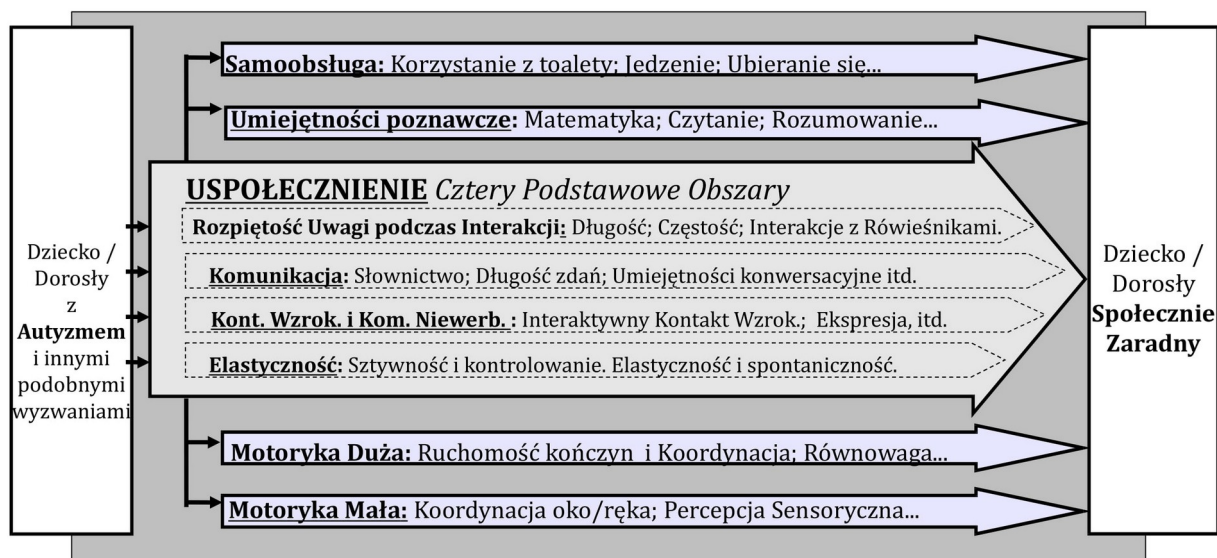 Dziecko /
Dorosły
z
Autyzmem
i innymi
podobnymi
wyzwaniami
Samoobsługa: Korzystanie z toalety; Jedzenie; Ubieranie się...
Umiejętności poznawcze: Matematyka; Czytanie; Rozumowanie...
USPOŁECZNIENIE Cztery Podstawowe Obszary
Rozpiętość Uwagi podczas Interakcji: Długość; Częstość; Interakcje z Rówieśnikami.
Komunikacja: Słownictwo; Długość zdań; Umiejętności konwersacyjne itd.
Kont. Wzrok. i Kom. Niewerb. : Interaktywny Kontakt Wzrok.; Ekspresja, itd.
Elastyczność: Sztywność i kontrolowanie. Elastyczność i spontaniczność.
Motoryka Duża: Ruchomość kończyn i Koordynacja; Równowaga...
Motoryka Mała: Koordynacja oko/ręka; Percepcja Sensoryczna...
Dziecko /
Dorosły
Społecznie
Zaradny